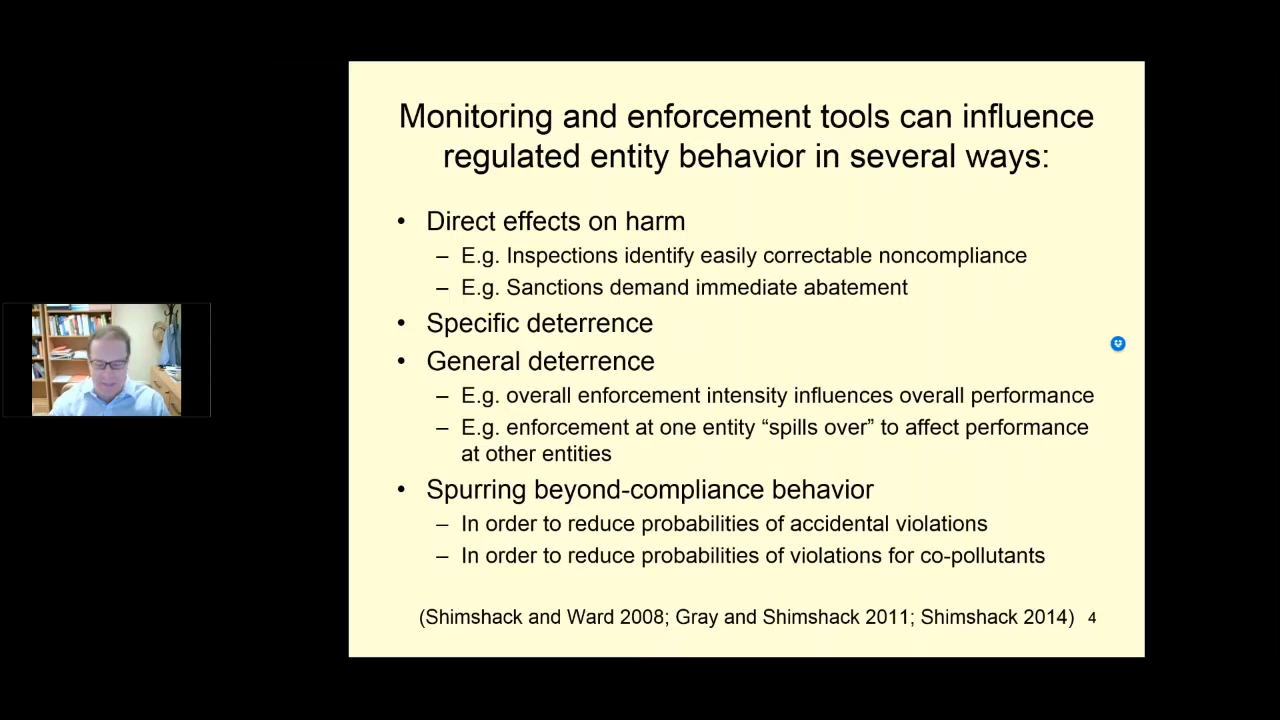 Monitoring and enforcement tools can influence
regulated entity behavior in several ways:
• Direct effects on harm
– E.g. Inspections identify easily correctable noncompliance
– E.g. Sanctions demand immediate abatement
• Specific deterrence
• General deterrence
– E.g. overall enforcement intensity influences overall performance
– E.g. enforcement at one entity “spills over” to affect performance
at other entities
• Spurring beyond-compliance behavior
– In order to reduce probabilities of accidental violations
– In order to reduce probabilities of violations for co-pollutants
(Shimshack and Ward 2008; Gray and Shimshack 2011; Shimshack 2014) 4